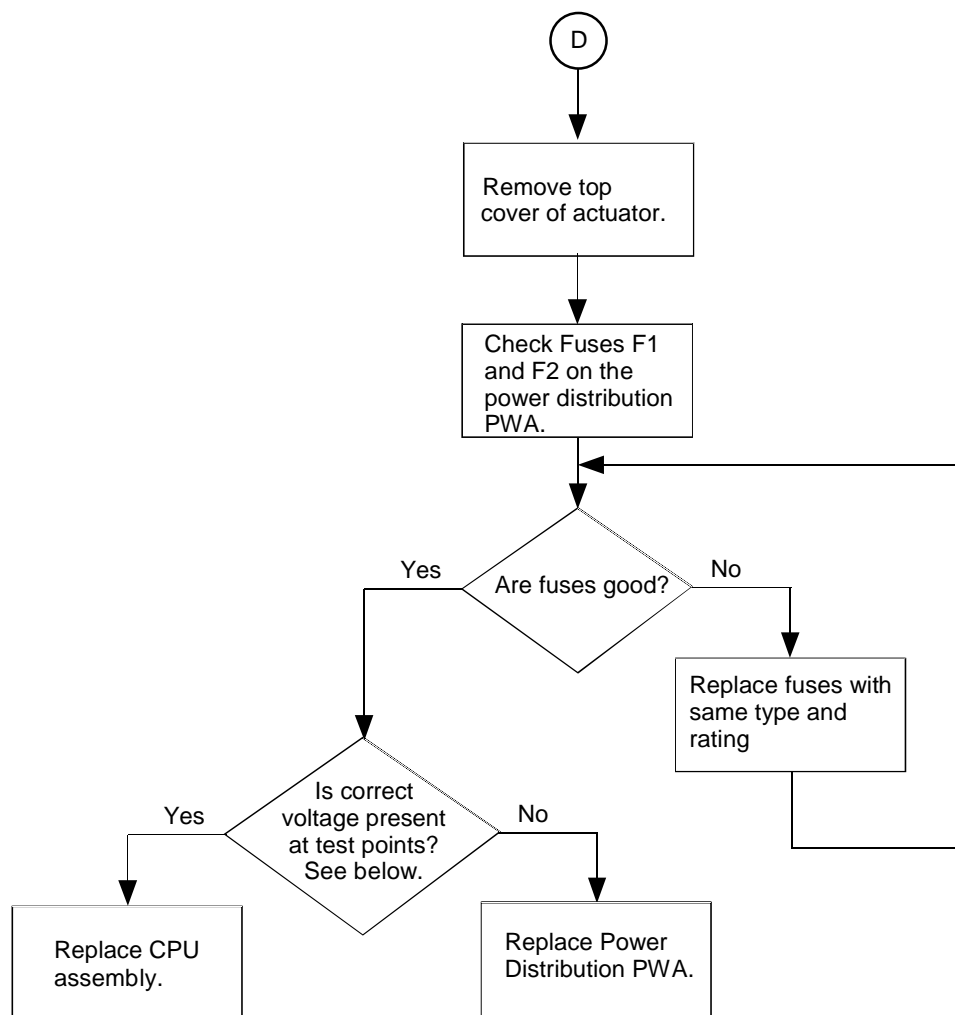 D
Remove top
cover of actuator.
Check Fuses F1
and F2 on the
power distribution
PWA.
Are fuses good?
Yes
No
Replace fuses with
same type and
rating
Is correct
voltage present
at test points?
See below.
Yes
No
Replace CPU
assembly.
Replace Power
Distribution PWA.